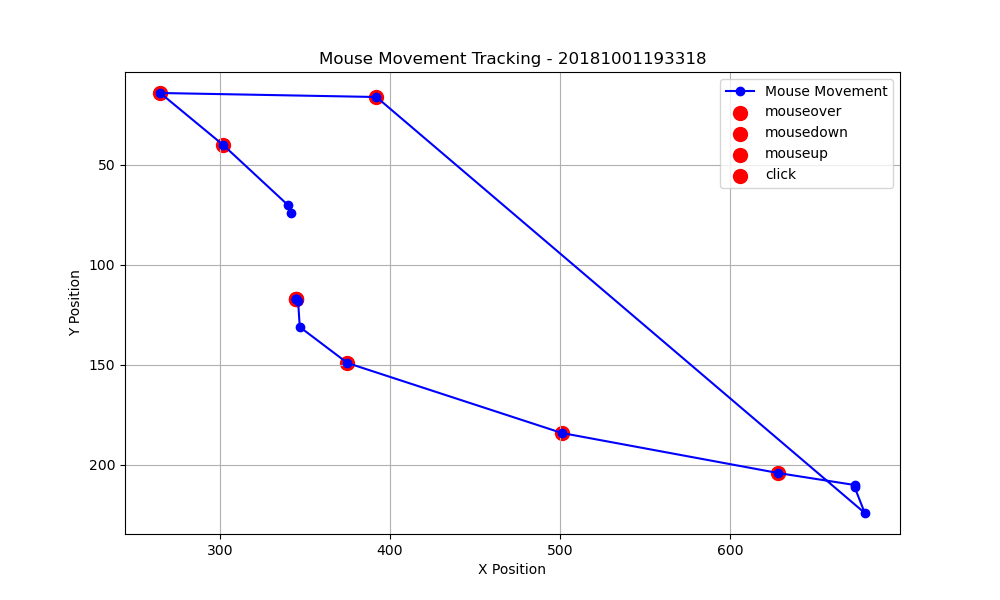 Mouse Movement Tracking - 20181001193318
Mouse Movement
mouseover
mousedown
mouseup
click
50
100
150
200
Y Position
300
400
500
600
X Position